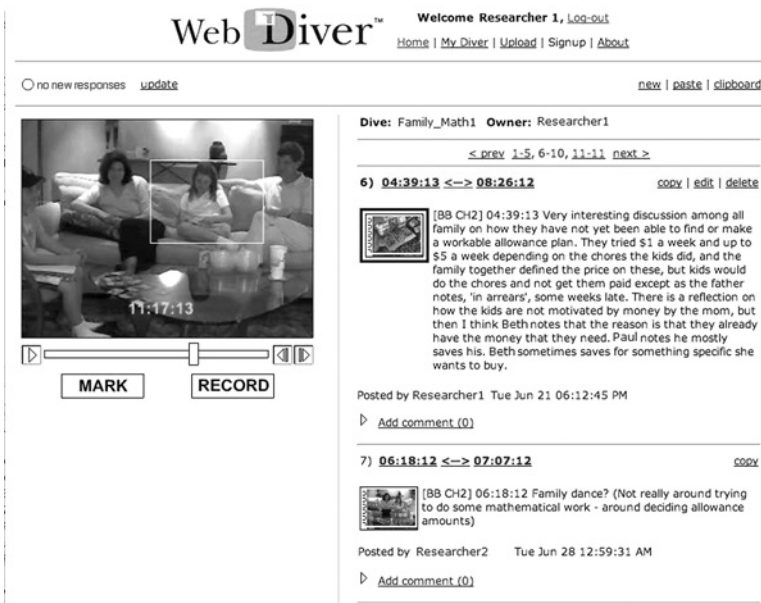 Web Diver™
Welcome Researcher 1, Log-out
Home | My Diver | Upload | Signup | About
no new responses update
new | paste | clipboard
11:17:13
MARK RECORD
Dive: Family_Math1 Owner: Researcher1
< prev 1-5, 6-10, 11-11 next >
6) 04:39:13 <—> 08:26:12 copy | edit | delete
[BB CH2] 04:39:13 Very interesting discussion among all
family on how they have not yet been able to find or make
a workable allowance plan. They tried $1 a week and up to
$5 a week depending on the chores the kids did, and the
family together defined the price on these, but kids would
do the chores and not get them paid except as the father
notes, 'in arrears', some weeks late. There is a reflection on
how the kids are not motivated by money by the mom, but
then I think Beth notes that the reason is that they already
have the money that they need. Paul notes he mostly
saves his. Beth sometimes saves for something specific she
wants to buy.
Posted by Researcher1 Tue Jun 21 06:12:45 PM
Add comment (0)
7) 06:18:12 <—> 07:07:12 copy
[BB CH2] 06:18:12 Family dance? (Not really around trying
to do some mathematical work - around deciding allowance
amounts)
Posted by Researcher2 Tue Jun 28 12:59:31 AM
Add comment (0)